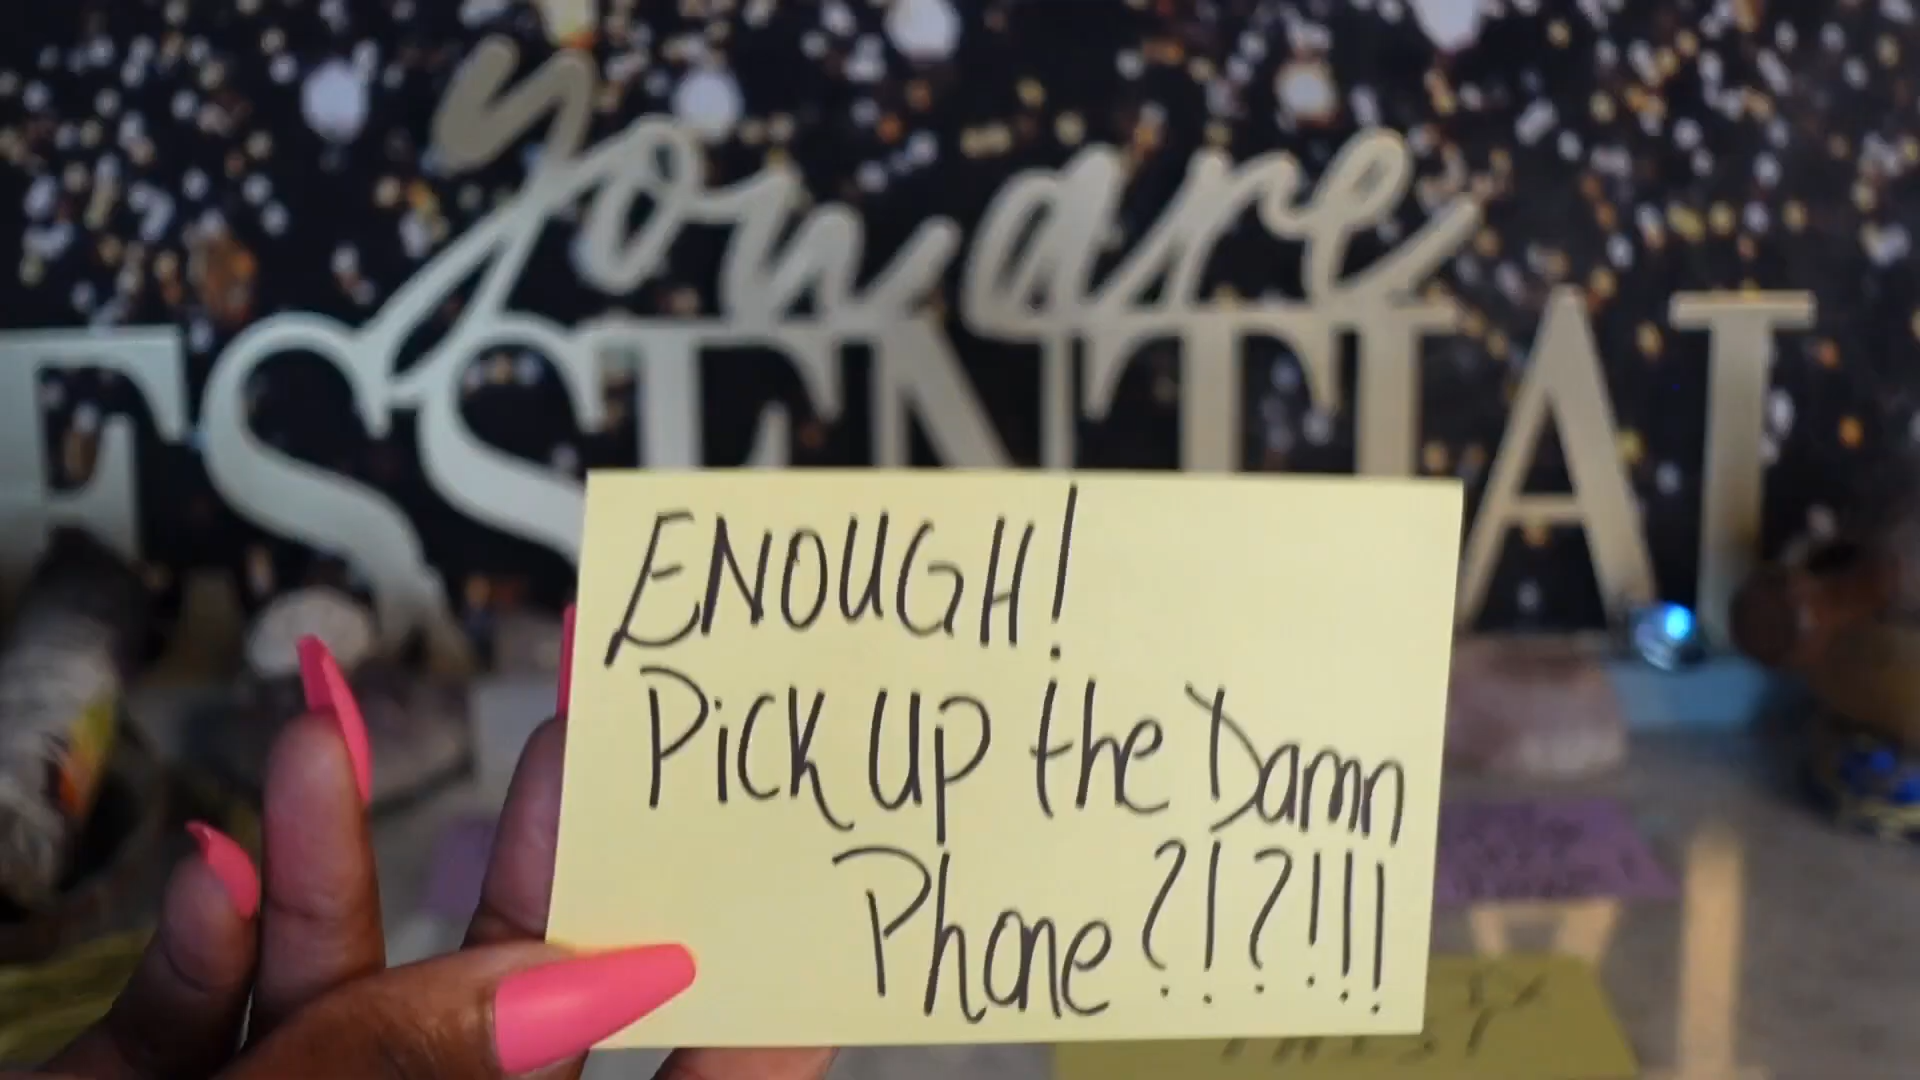 you are
ESSENTIAL
ENOUGH!
Pick up the Damn
Phone?!?!!!